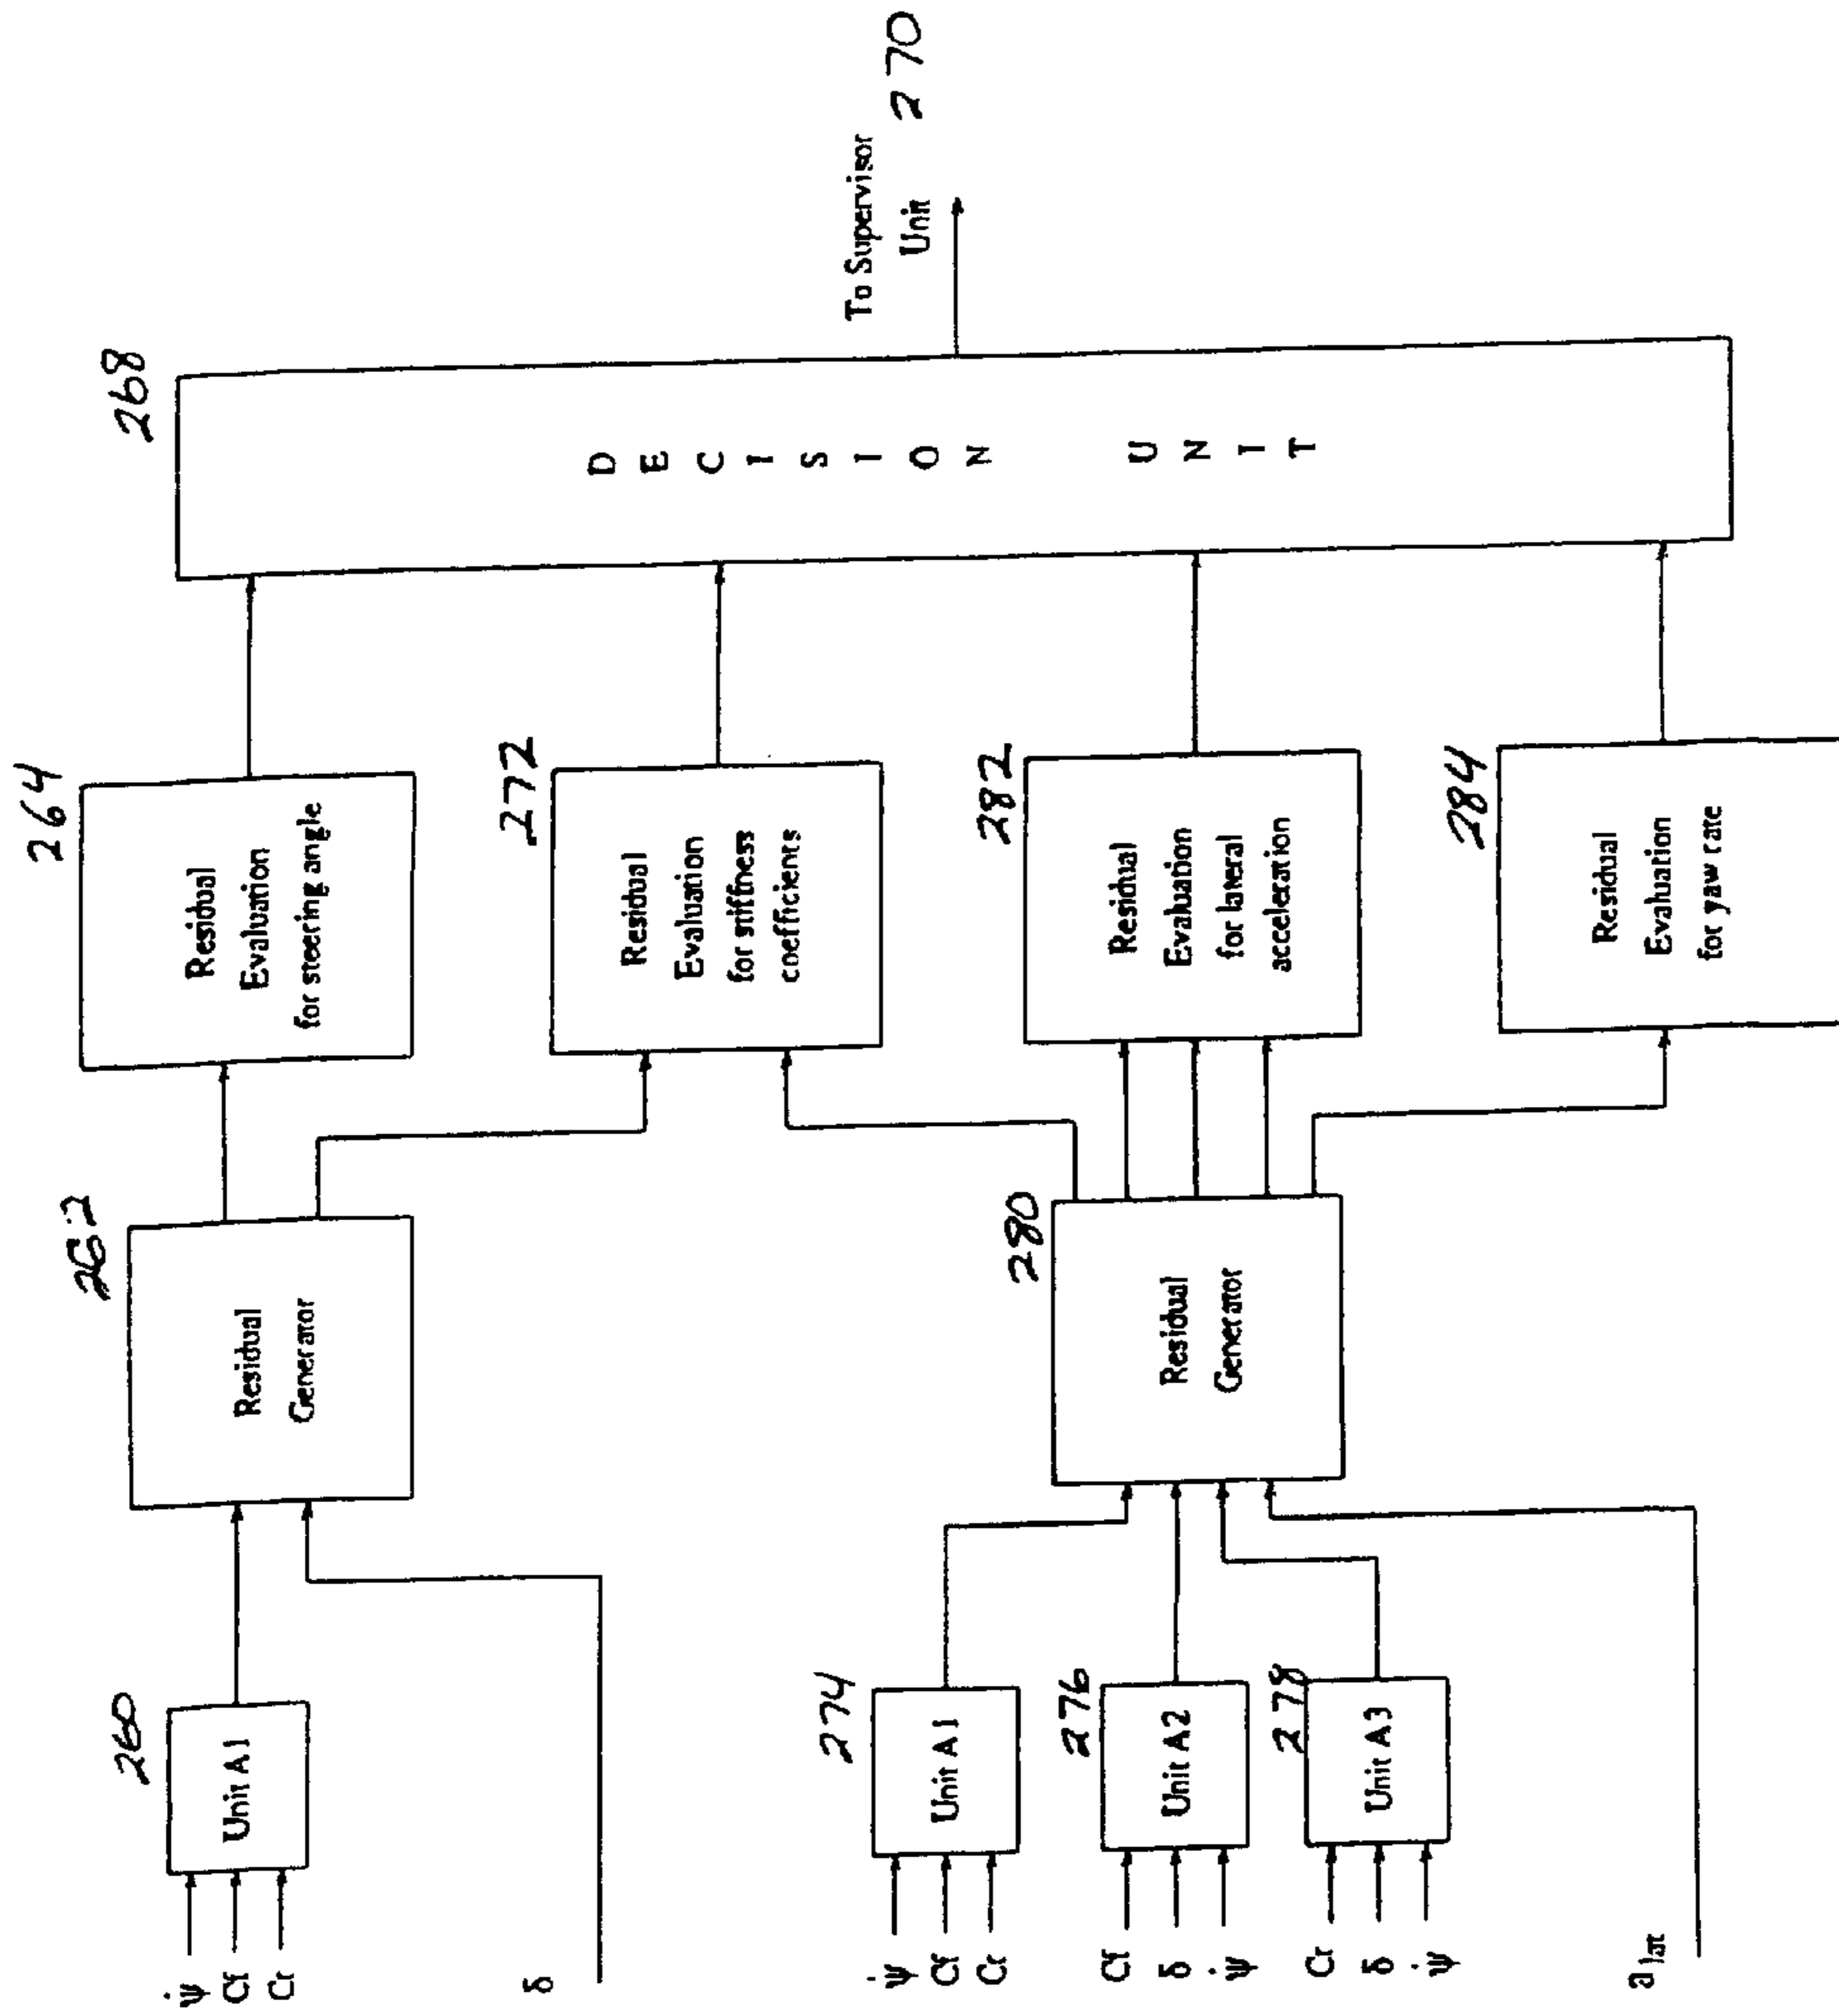 260
ψ̇
Cf
Cr
Unit A1
δ
262
Residual
Generator
264
Residual
Evaluation
for steering angle
272
Residual
Evaluation
for stiffness
coefficients
274
ψ̇
Cf
Cr
Unit A1
276
Cf
δ
ψ̇
Unit A2
278
Cr
δ
ψ̇
Unit A3
a lat
280
Residual
Generator
282
Residual
Evaluation
for lateral
acceleration
284
Residual
Evaluation
for yaw rate
268
DECISION UNIT
To Supervisor
Unit
270